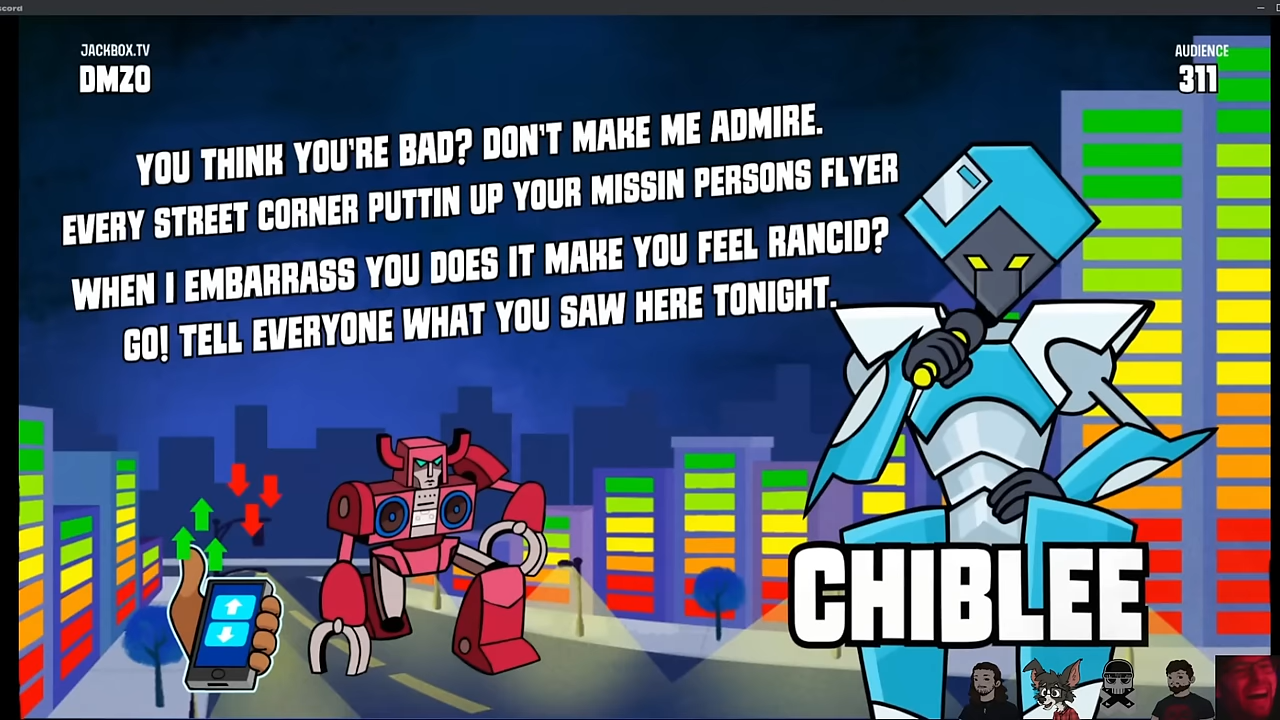 cord
JACKBOX.TV
DMZO
AUDIENCE
311
YOU THINK YOU'RE BAD? DON'T MAKE ME ADMIRE.
EVERY STREET CORNER PUTTIN UP YOUR MISSIN PERSONS FLYER
WHEN I EMBARRASS YOU DOES IT MAKE YOU FEEL RANCID?
GO! TELL EVERYONE WHAT YOU SAW HERE TONIGHT.
CHIBLEE